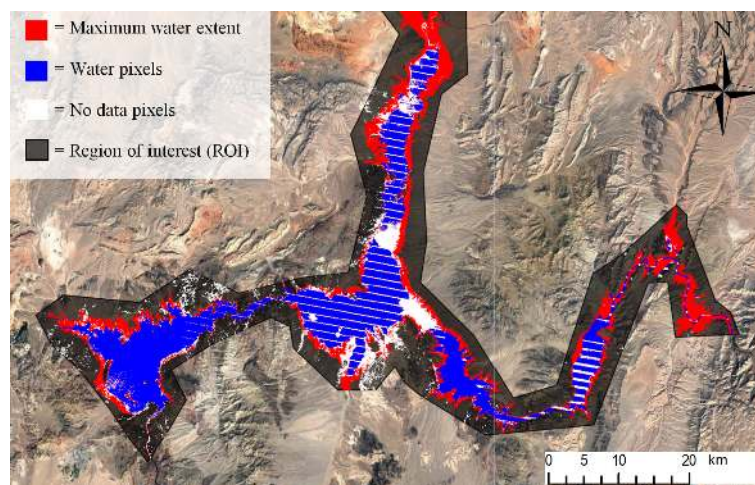 = Maximum water extent
= Water pixels
= No data pixels
= Region of interest (ROI)
N
0 5 10 20 km